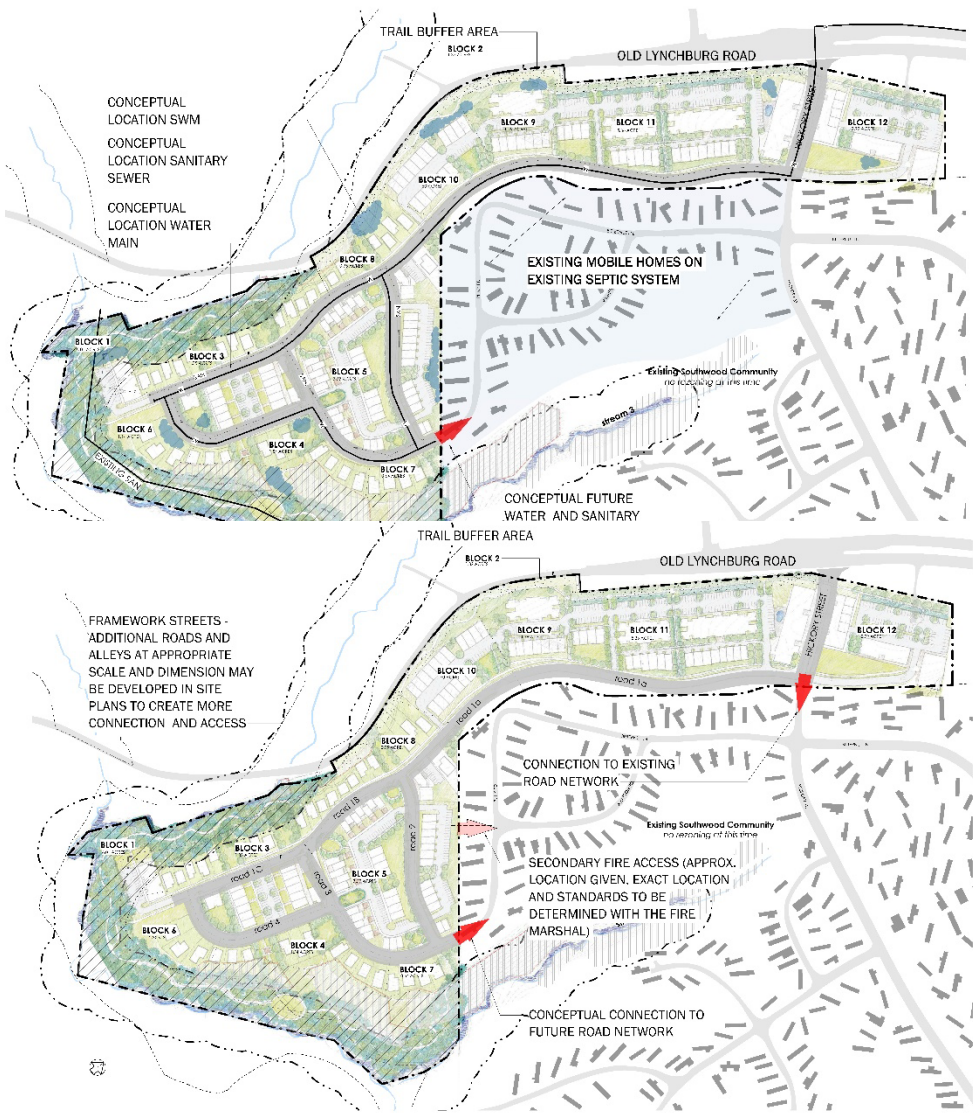 TRAIL BUFFER AREA
BLOCK 2
OLD LYNCHBURG ROAD
CONCEPTUAL
LOCATION SWM
CONCEPTUAL
LOCATION SANITARY
SEWER
CONCEPTUAL
LOCATION WATER
MAIN
BLOCK 9
BLOCK 11
HICKORY STREET
BLOCK 12
BLOCK 10
BLOCK 8
EXISTING MOBILE HOMES ON
EXISTING SEPTIC SYSTEM
BLOCK 1
BLOCK 3
BLOCK 5
Existing Southwood Community
no rezoning at this time
stream 3
BLOCK 6
BLOCK 4
BLOCK 7
EXISTING SAN
CONCEPTUAL FUTURE
WATER AND SANITARY
TRAIL BUFFER AREA
BLOCK 2
OLD LYNCHBURG ROAD
FRAMEWORK STREETS -
ADDITIONAL ROADS AND
ALLEYS AT APPROPRIATE
SCALE AND DIMENSION MAY
BE DEVELOPED IN SITE
PLANS TO CREATE MORE
CONNECTION AND ACCESS
BLOCK 9
BLOCK 11
HICKORY STREET
BLOCK 12
BLOCK 10
road 1a
road 1a
BLOCK 8
CONNECTION TO EXISTING
ROAD NETWORK
road 1B
road 2
BLOCK 1
BLOCK 3
Existing Southwood Community
no rezoning at this time
road 1C
road 3
BLOCK 5
SECONDARY FIRE ACCESS (APPROX.
LOCATION GIVEN, EXACT LOCATION
AND STANDARDS TO BE
DETERMINED WITH THE FIRE
MARSHAL)
BLOCK 6
road 4
BLOCK 4
BLOCK 7
CONCEPTUAL CONNECTION TO
FUTURE ROAD NETWORK